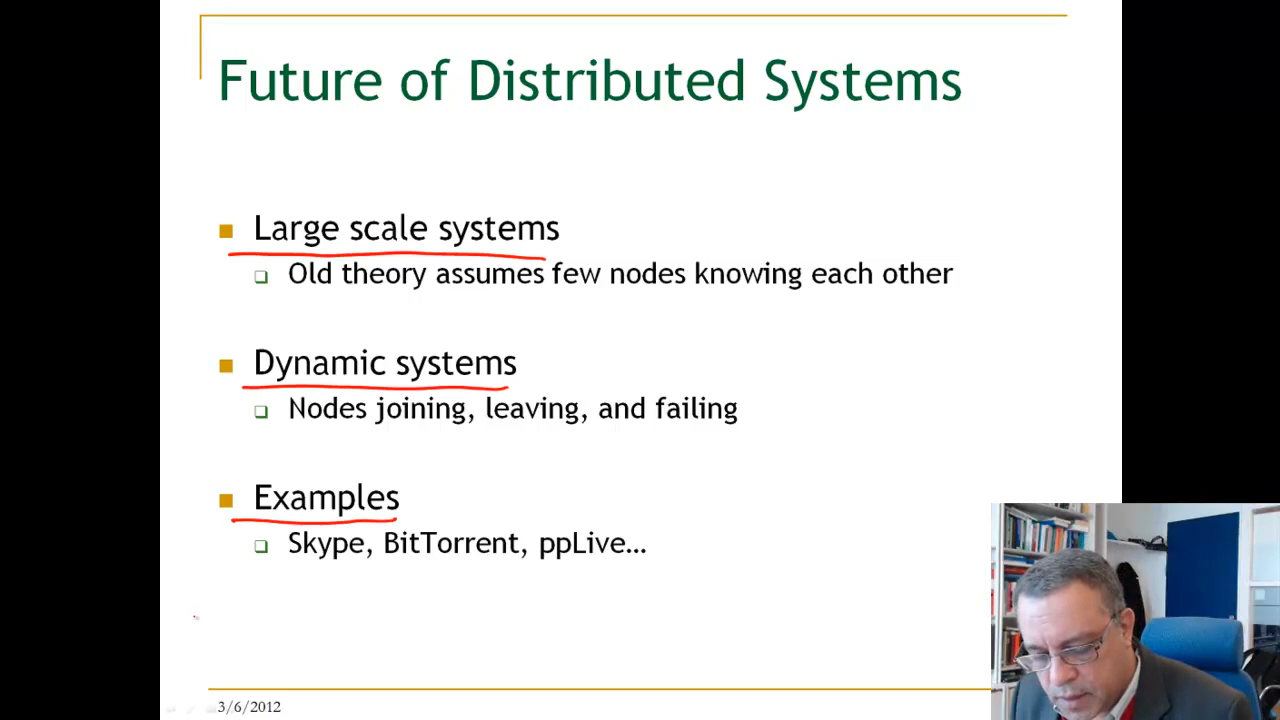 Future of Distributed Systems
Large scale systems
Old theory assumes few nodes knowing each other
Dynamic systems
Nodes joining, leaving, and failing
Examples
Skype, BitTorrent, ppLive…
3/6/2012